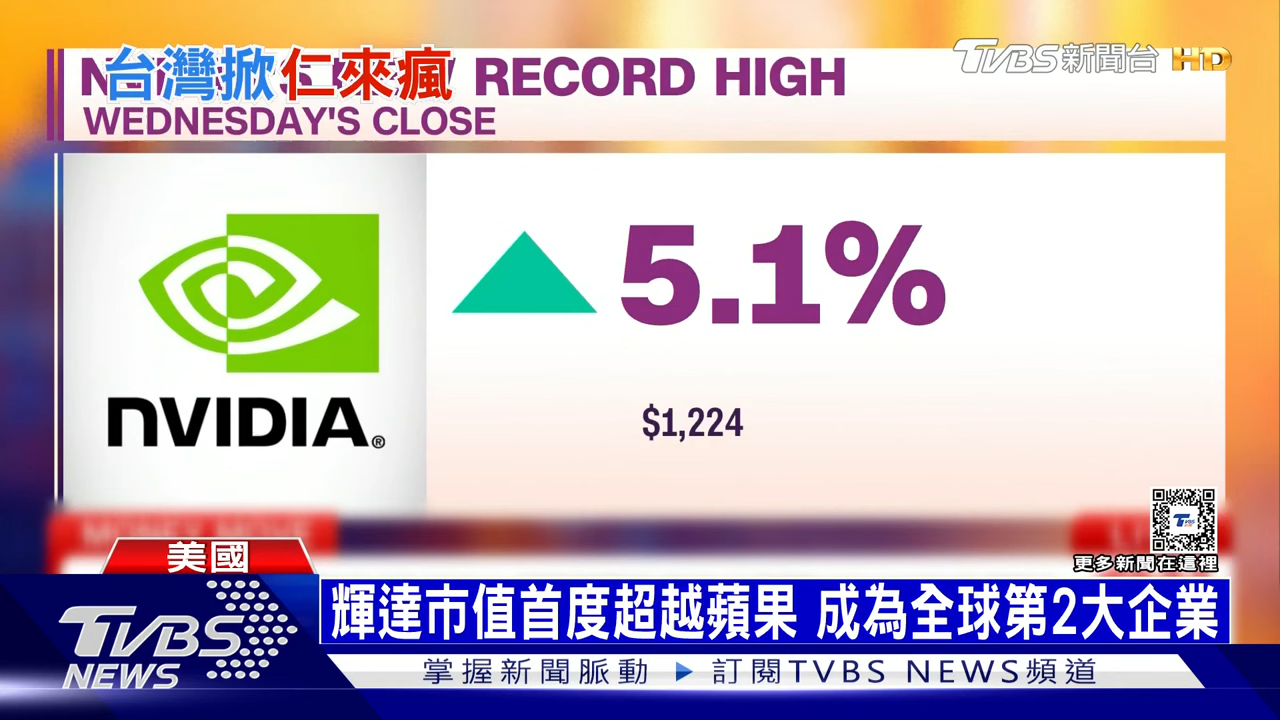 台灣掀仁來瘋 RECORD HIGH
TVBS新聞台 HD
WEDNESDAY'S CLOSE
5.1%
$1,224
NVIDIA®
TVBS
更多新聞在這裡
美國
輝達市值首度超越蘋果 成為全球第2大企業
TVBS
NEWS
掌握新聞脈動 ▶ 訂閱TVBS NEWS頻道